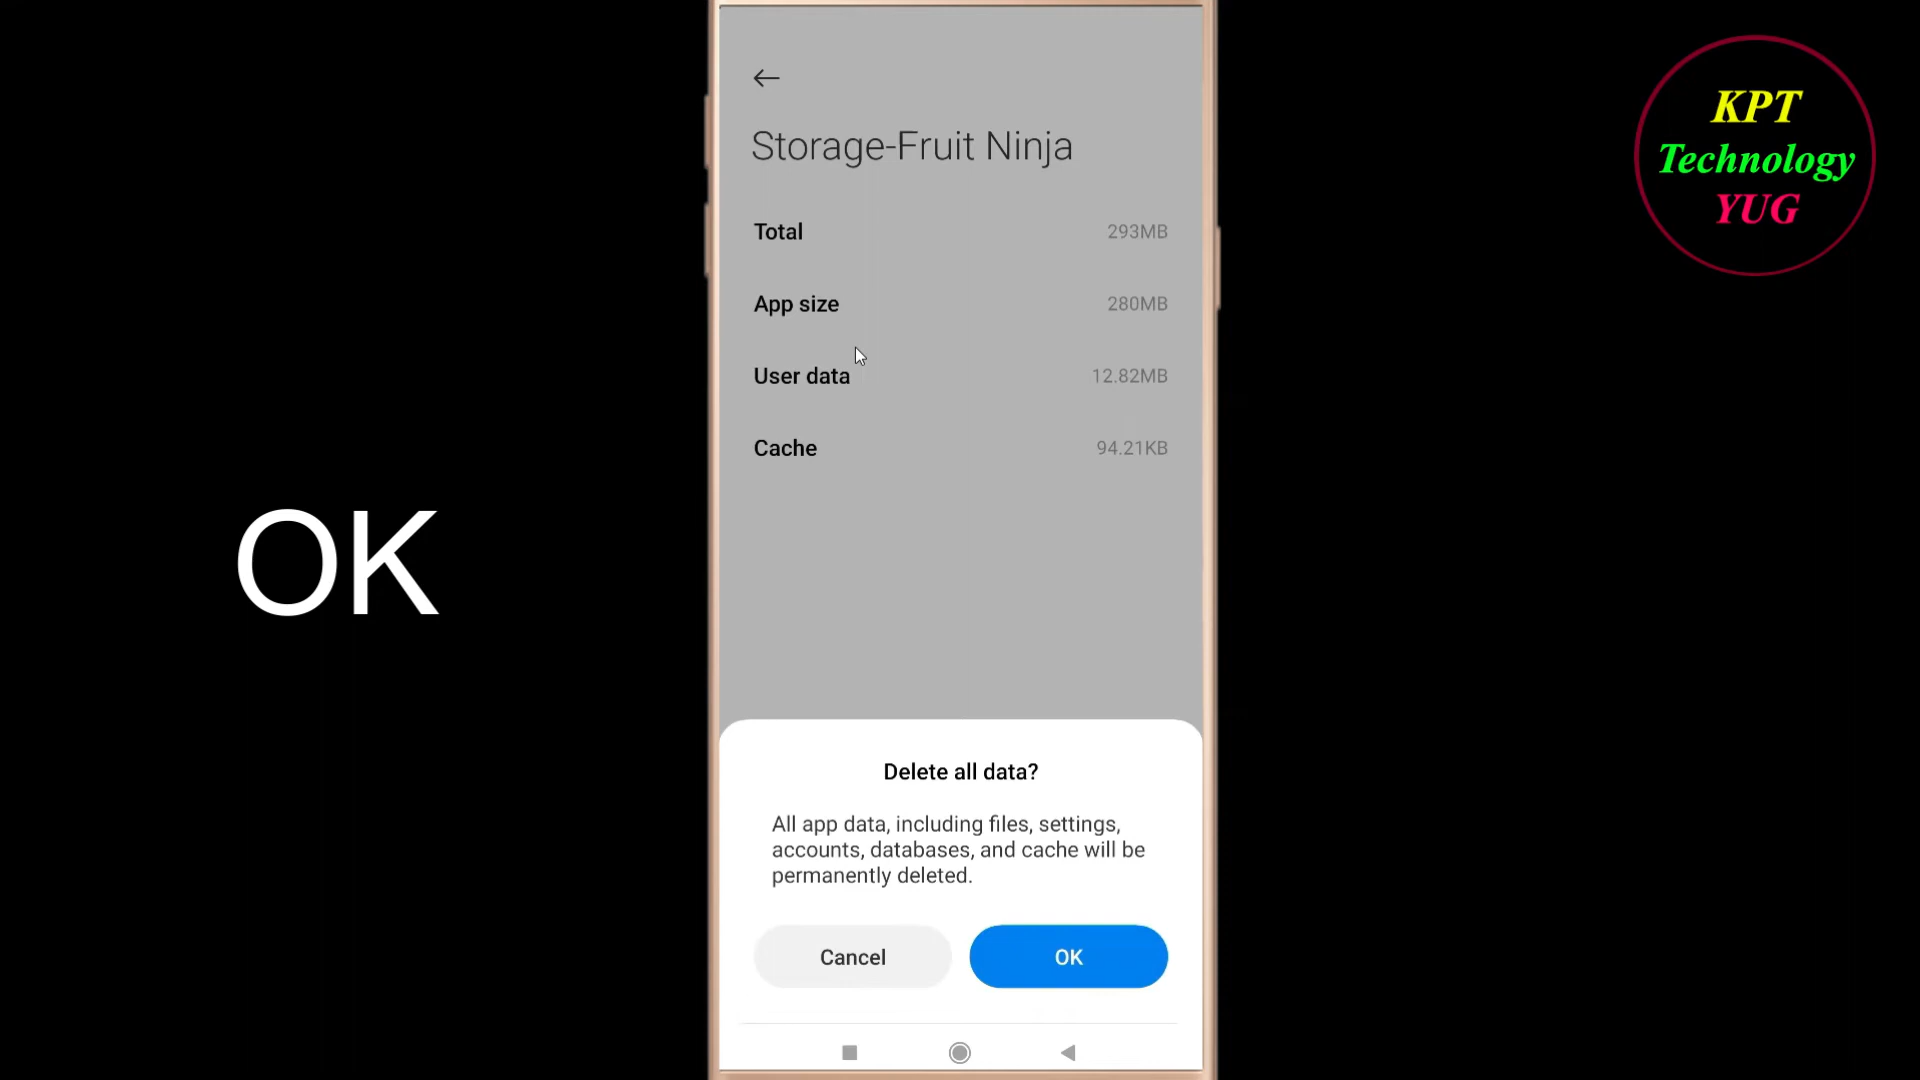 Storage-Fruit Ninja
Total 293MB
App size 280MB
User data 12.82MB
Cache 94.21KB
Delete all data?
All app data, including files, settings,
accounts, databases, and cache will be
permanently deleted.
Cancel OK
OK
KPT
Technology
YUG